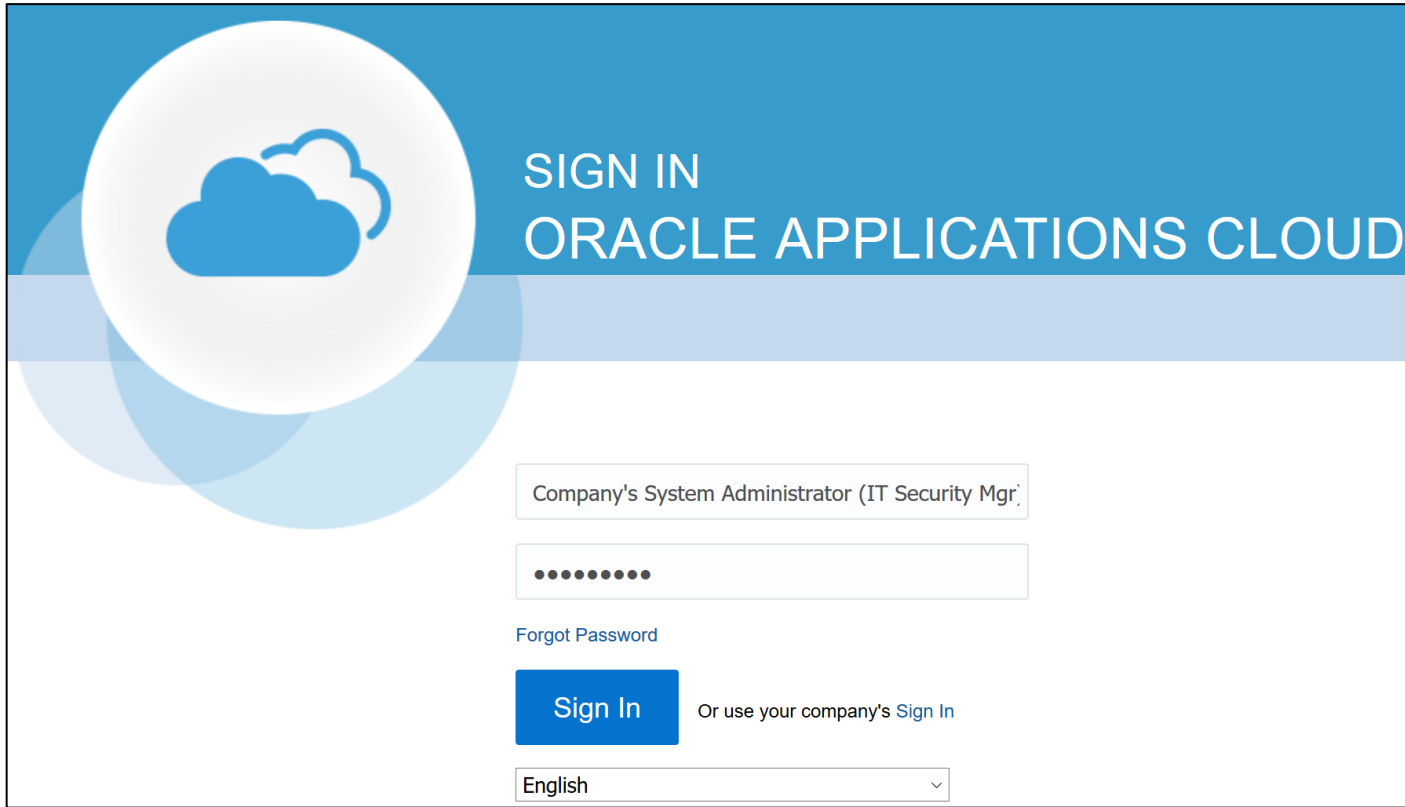 SIGN IN
ORACLE APPLICATIONS CLOUD
Company's System Administrator (IT Security Mgr)
●●●●●●●●●
Forgot Password
Sign In
Or use your company's Sign In
English